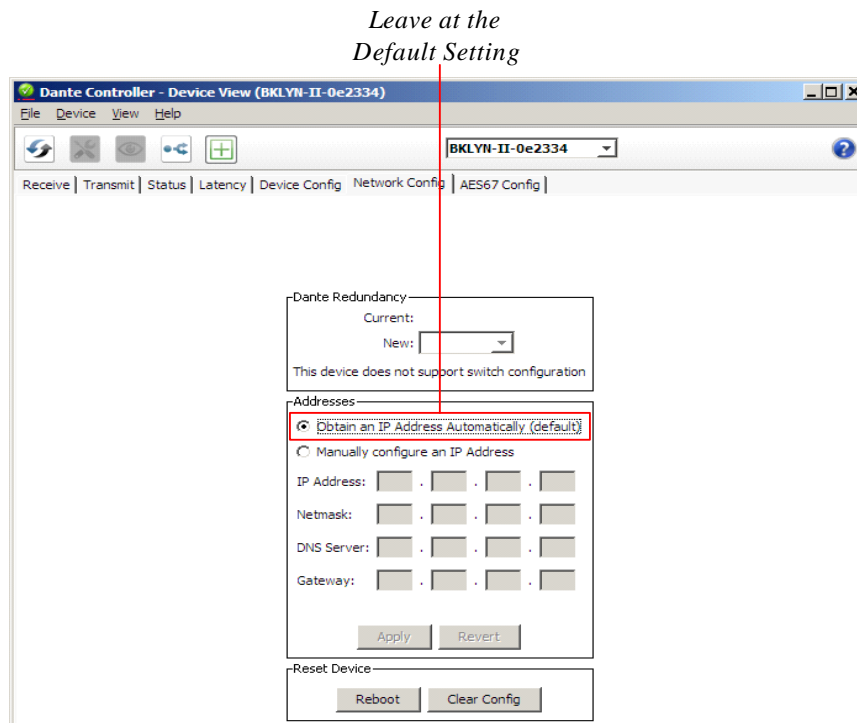 Leave at the
Default Setting
Dante Controller - Device View (BKLYN-II-0e2334)
File Device View Help
BKLYN-II-0e2334
Receive Transmit Status Latency Device Config Network Config AES67 Config
Dante Redundancy
Current:
New:
This device does not support switch configuration
Addresses
Obtain an IP Address Automatically (default)
Manually configure an IP Address
IP Address: . . .
Netmask: . . .
DNS Server: . . .
Gateway: . . .
Apply Revert
Reset Device
Reboot Clear Config